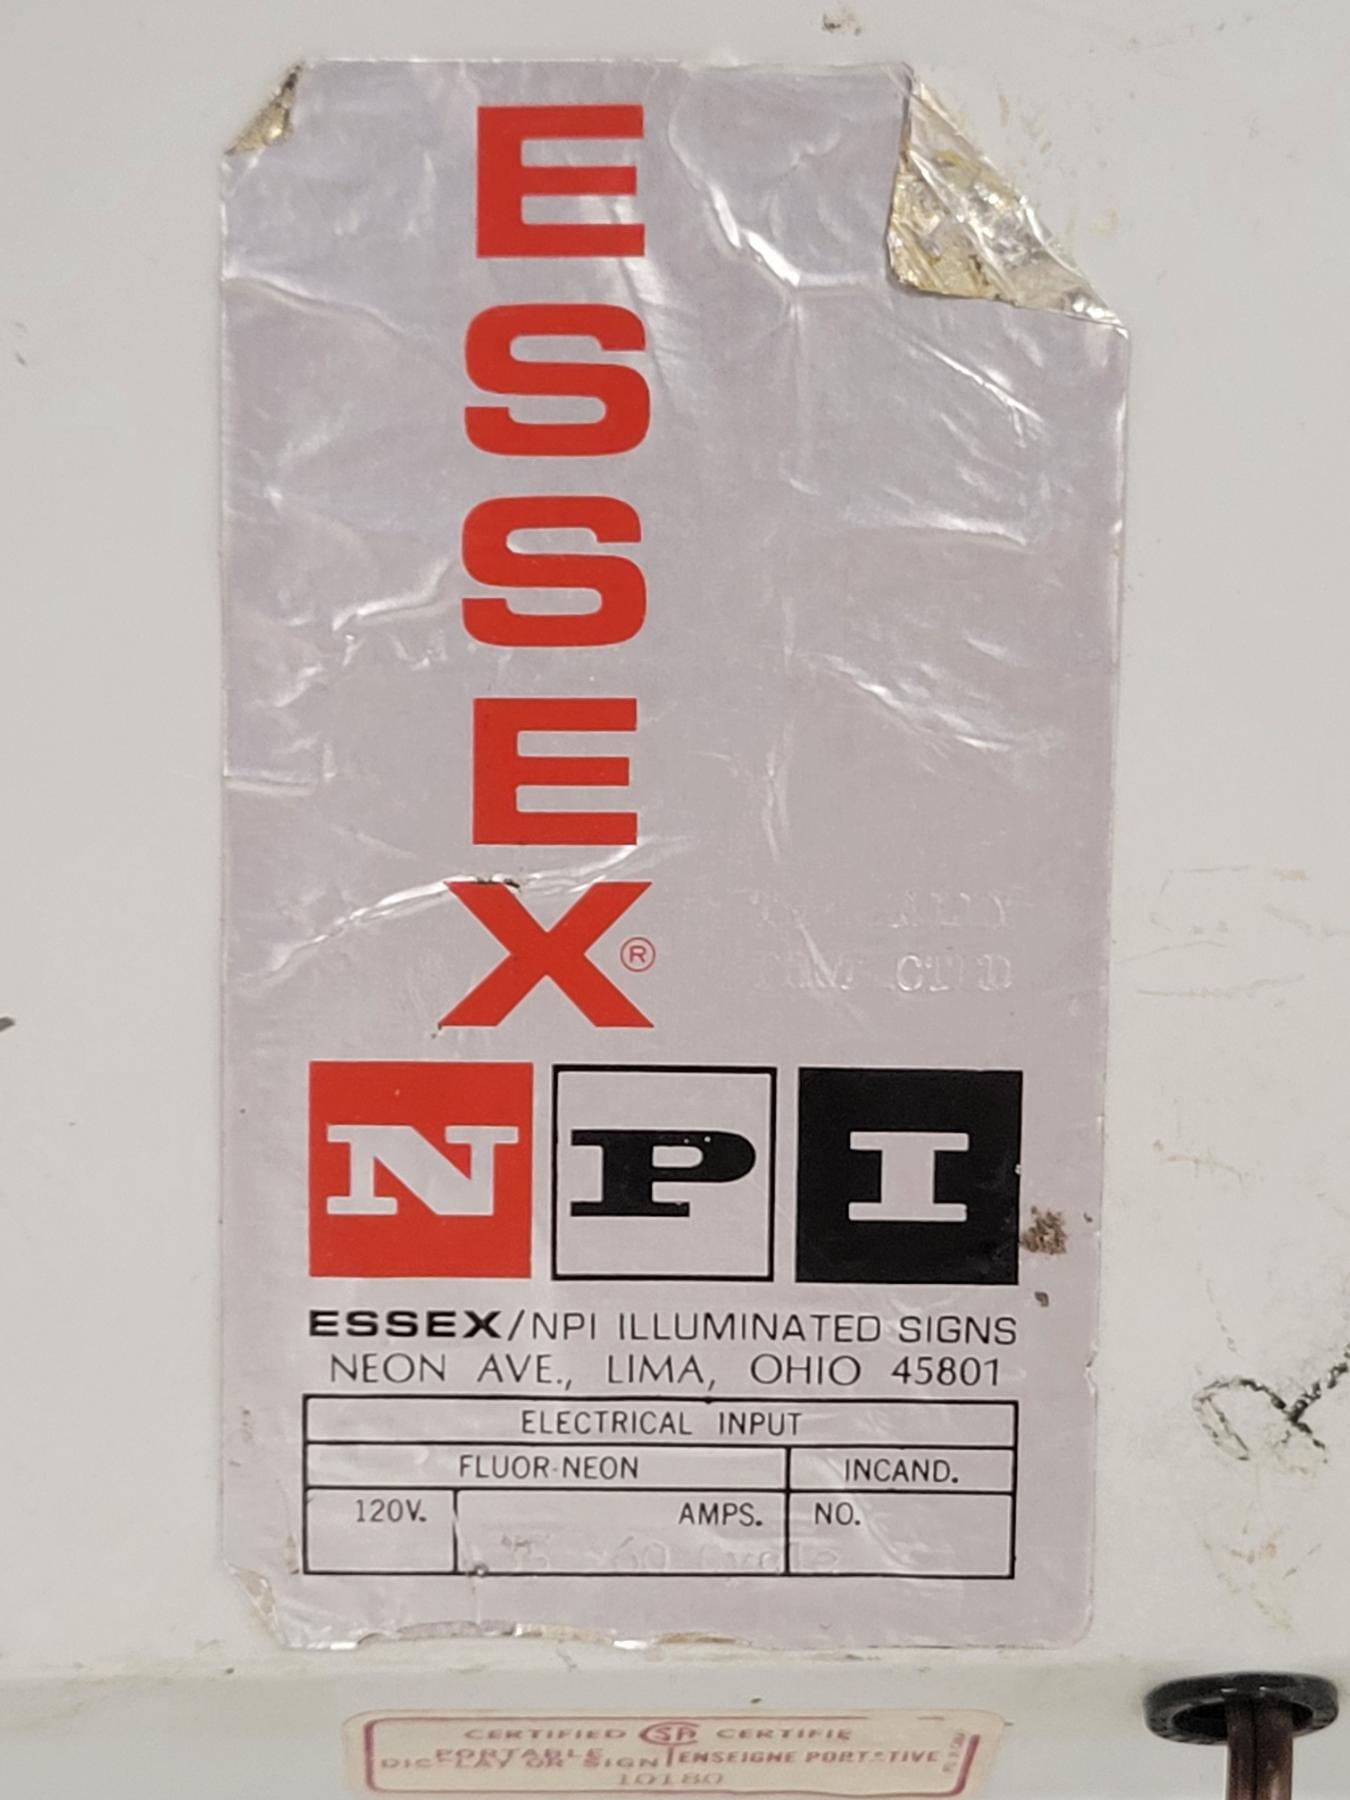 ESSEX®
NPI
ESSEX/NPI ILLUMINATED SIGNS
NEON AVE., LIMA, OHIO 45801
ELECTRICAL INPUT
FLUOR-NEON INCAND.
120V. AMPS. NO.
60 Cycle
CERTIFIED CSA CERTIFIE
PORTABLE
DISPLAY OR SIGN ENSEIGNE PORTATIVE
10180